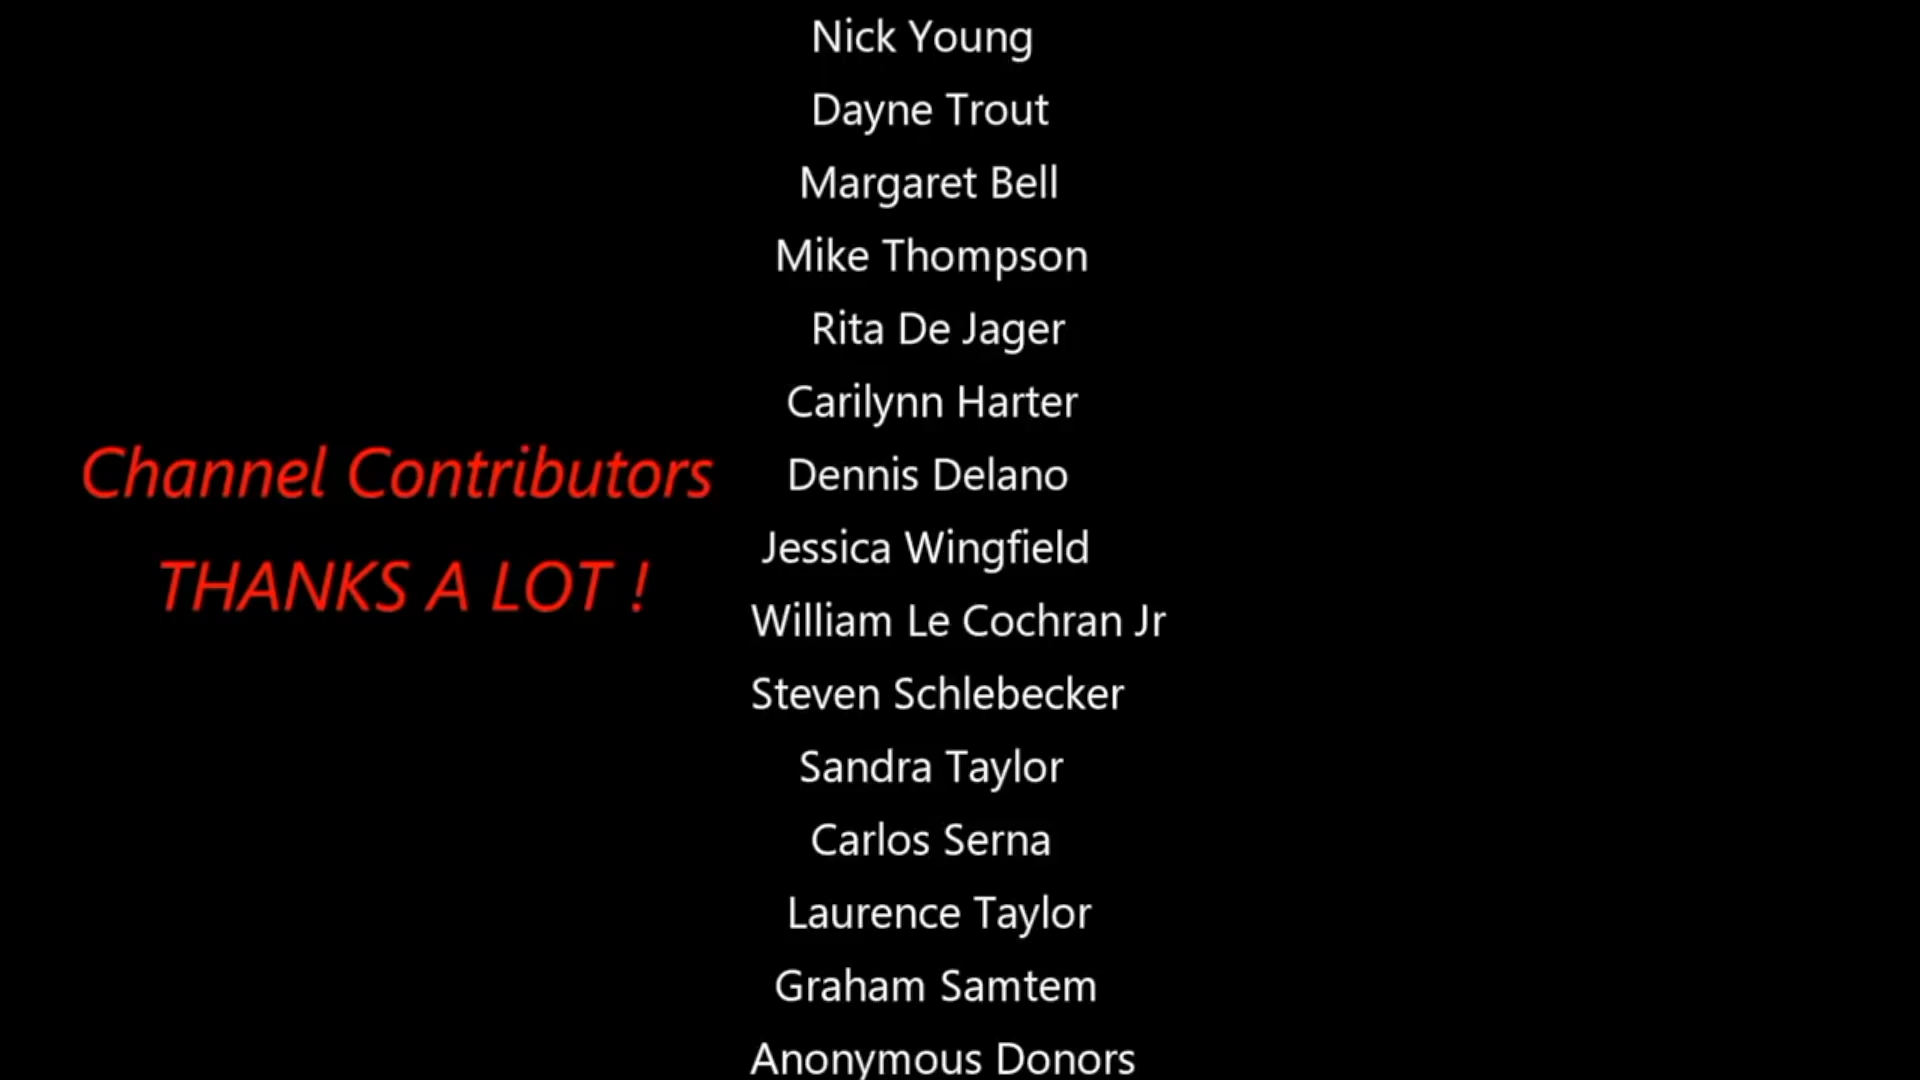 Channel Contributors
THANKS A LOT !
Nick Young
Dayne Trout
Margaret Bell
Mike Thompson
Rita De Jager
Carilynn Harter
Dennis Delano
Jessica Wingfield
William Le Cochran Jr
Steven Schlebecker
Sandra Taylor
Carlos Serna
Laurence Taylor
Graham Samtem
Anonymous Donors